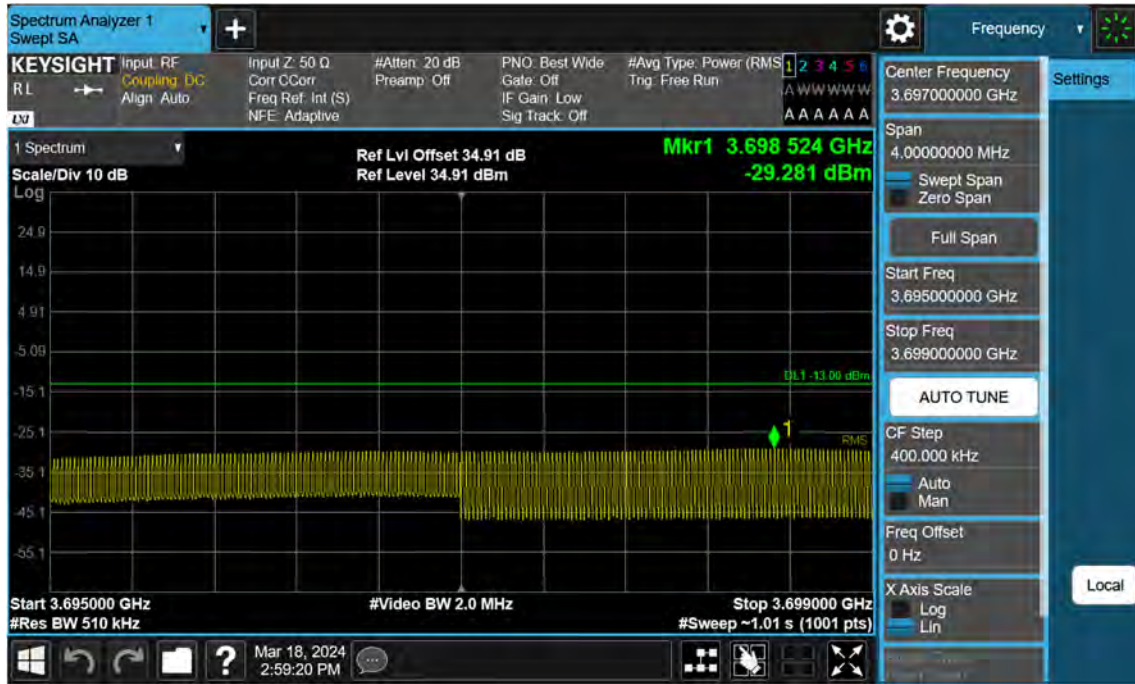 Spectrum Analyzer 1
Swept SA
Frequency
KEYSIGHT
R L
LXI
Input: RF
Coupling: DC
Align: Auto
Input Z: 50 Ω
Corr CCorr
Freq Ref: Int (S)
NFE: Adaptive
#Atten: 20 dB
Preamp: Off
PNO: Best Wide
Gate: Off
IF Gain: Low
Sig Track: Off
#Avg Type: Power (RMS
Trig: Free Run
1 2 3 4 5 6
A W W W W W
A A A A A A
Center Frequency
3.697000000 GHz
Settings
1 Spectrum
Scale/Div 10 dB
Ref Lvl Offset 34.91 dB
Ref Level 34.91 dBm
Mkr1 3.698 524 GHz
-29.281 dBm
Span
4.00000000 MHz
Swept Span
Zero Span
Full Span
Start Freq
3.695000000 GHz
Stop Freq
3.699000000 GHz
AUTO TUNE
CF Step
400.000 kHz
Auto
Man
Freq Offset
0 Hz
X Axis Scale
Log
Lin
Local
Log
24.9
14.9
4.91
-5.09
-15.1
-25.1
-35.1
-45.1
-55.1
DL1 -13.00 dBm
1
RMS
Start 3.695000 GHz
#Video BW 2.0 MHz
Stop 3.699000 GHz
#Res BW 510 kHz
#Sweep ~1.01 s (1001 pts)
Mar 18, 2024
2:59:20 PM